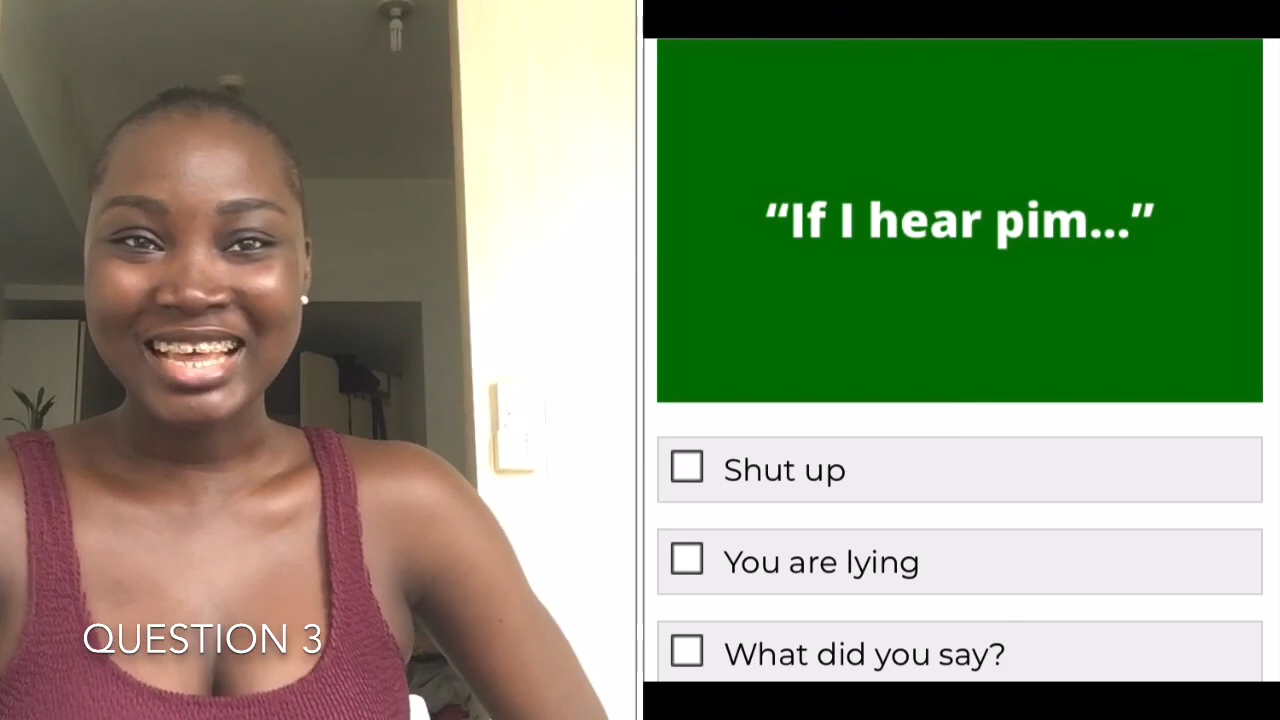 QUESTION 3
“If I hear pim...”
Shut up
You are lying
What did you say?